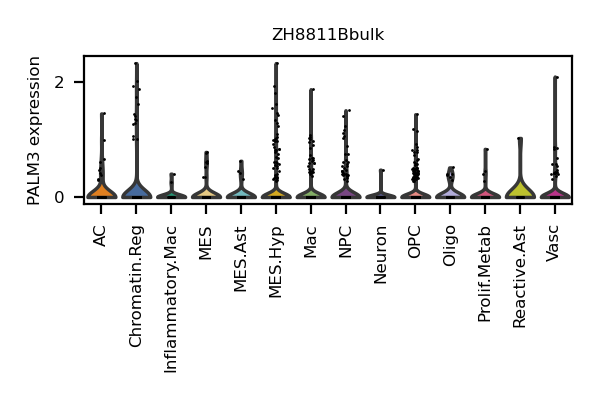 ZH8811Bbulk
PALM3 expression
2
0
AC
Chromatin.Reg
Inflammatory.Mac
MES
MES.Ast
MES.Hyp
Mac
NPC
Neuron
OPC
Oligo
Prolif.Metab
Reactive.Ast
Vasc